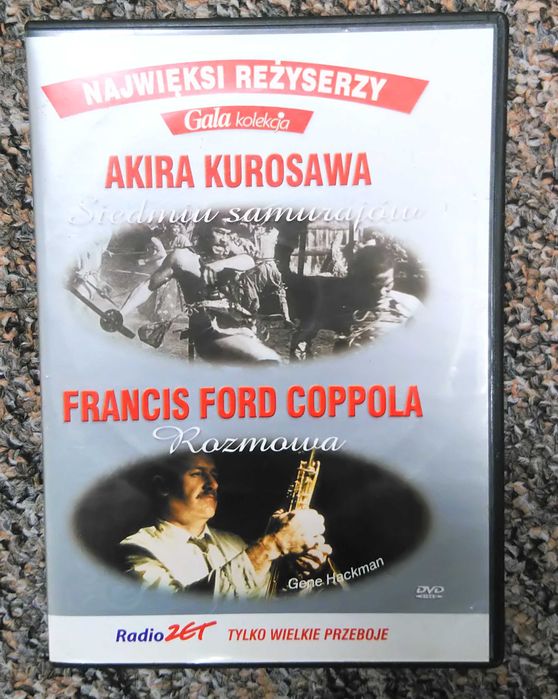 NAJWIĘKSI REŻYSERZY
Gala kolekcja
AKIRA KUROSAWA
Siedmiu samurajów
FRANCIS FORD COPPOLA
Rozmowa
Gene Hackman
DVD
Radio ZET TYLKO WIELKIE PRZEBOJE